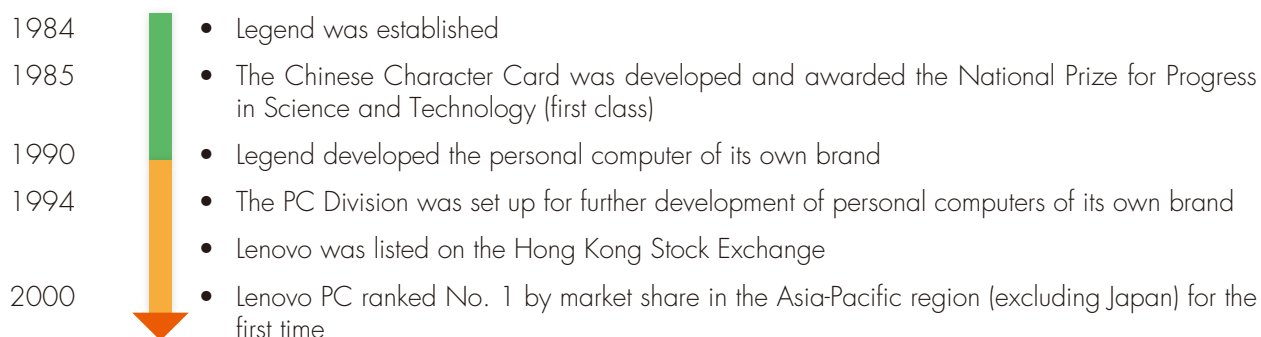 1984 • Legend was established
1985 • The Chinese Character Card was developed and awarded the National Prize for Progress
in Science and Technology (first class)
1990 • Legend developed the personal computer of its own brand
1994 • The PC Division was set up for further development of personal computers of its own brand
• Lenovo was listed on the Hong Kong Stock Exchange
2000 • Lenovo PC ranked No. 1 by market share in the Asia-Pacific region (excluding Japan) for the
first time